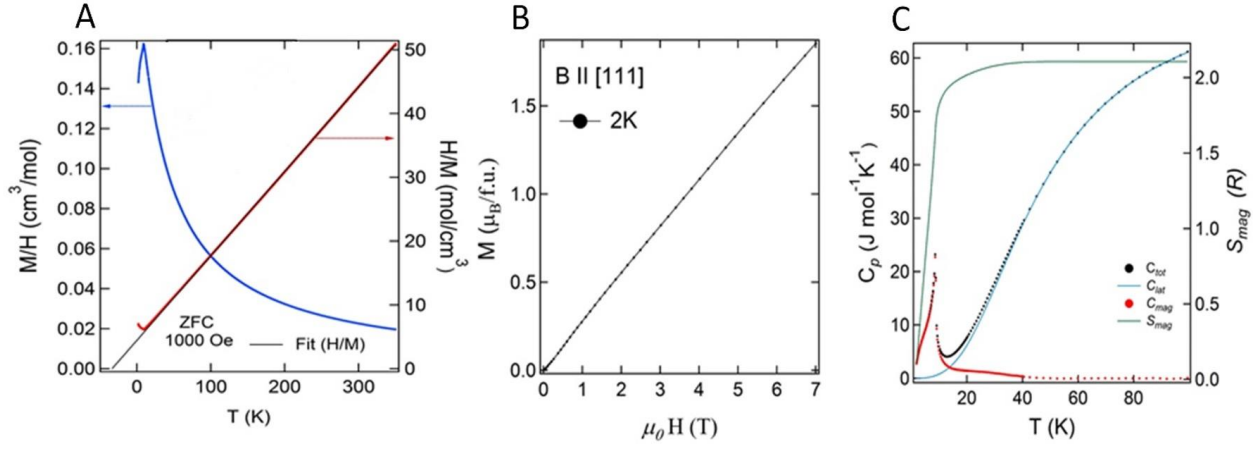 A
0.16
0.14
0.12
0.10
0.08
0.06
0.04
0.02
0.00
M/H (cm³/mol)
50
40
30
20
10
0
H/M (mol/cm³)
ZFC
1000 Oe
Fit (H/M)
0
100
200
300
T (K)
B
B II [111]
2K
1.5
1.0
0.5
0.0
M (μB/f.u.)
0 1 2 3 4 5 6 7
μ0 H (T)
C
60
50
40
30
20
10
0
Cp (J mol⁻¹K⁻¹)
2.0
1.5
1.0
0.5
0.0
Smag (R)
Ctot
Clat
Cmag
Smag
20 40 60 80
T (K)